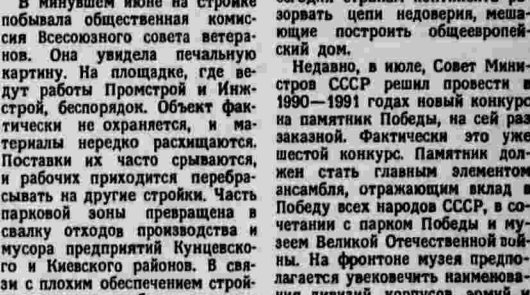 В минувшем июне на стройке
побывала общественная комис-
сия Всесоюзного совета ветера-
нов. Она увидела печальную
картину. На площадке, где ве-
дут работы Промстрой и Инж-
строй, беспорядок. Объект фак-
тически не охраняется, и ма-
териалы нередко расхищаются.
Поставки их часто срываются,
и рабочих приходится перебра-
сывать на другие стройки. Часть
парковой зоны превращена в
свалку отходов производства и
мусора предприятий Кунцевско-
го и Киевского районов. В свя-
зи с плохим обеспечением строй-
зорвать цепи недоверия, меша-
ющие построить общеевропей-
ский дом.
Недавно, в июле, Совет Мини-
стров СССР решил провести в
1990—1991 годах новый конкурс
на памятник Победы, на сей раз
заказной. Фактически это уже
шестой конкурс. Памятник дол-
жен стать главным элементом
ансамбля, отражающим вклад в
Победу всех народов СССР, в со-
четании с парком Победы и му-
зеем Великой Отечественной вой-
ны. На фронтоне музея предпо-
лагается увековечить наименова-
ния дивизий, корпусов, армий и